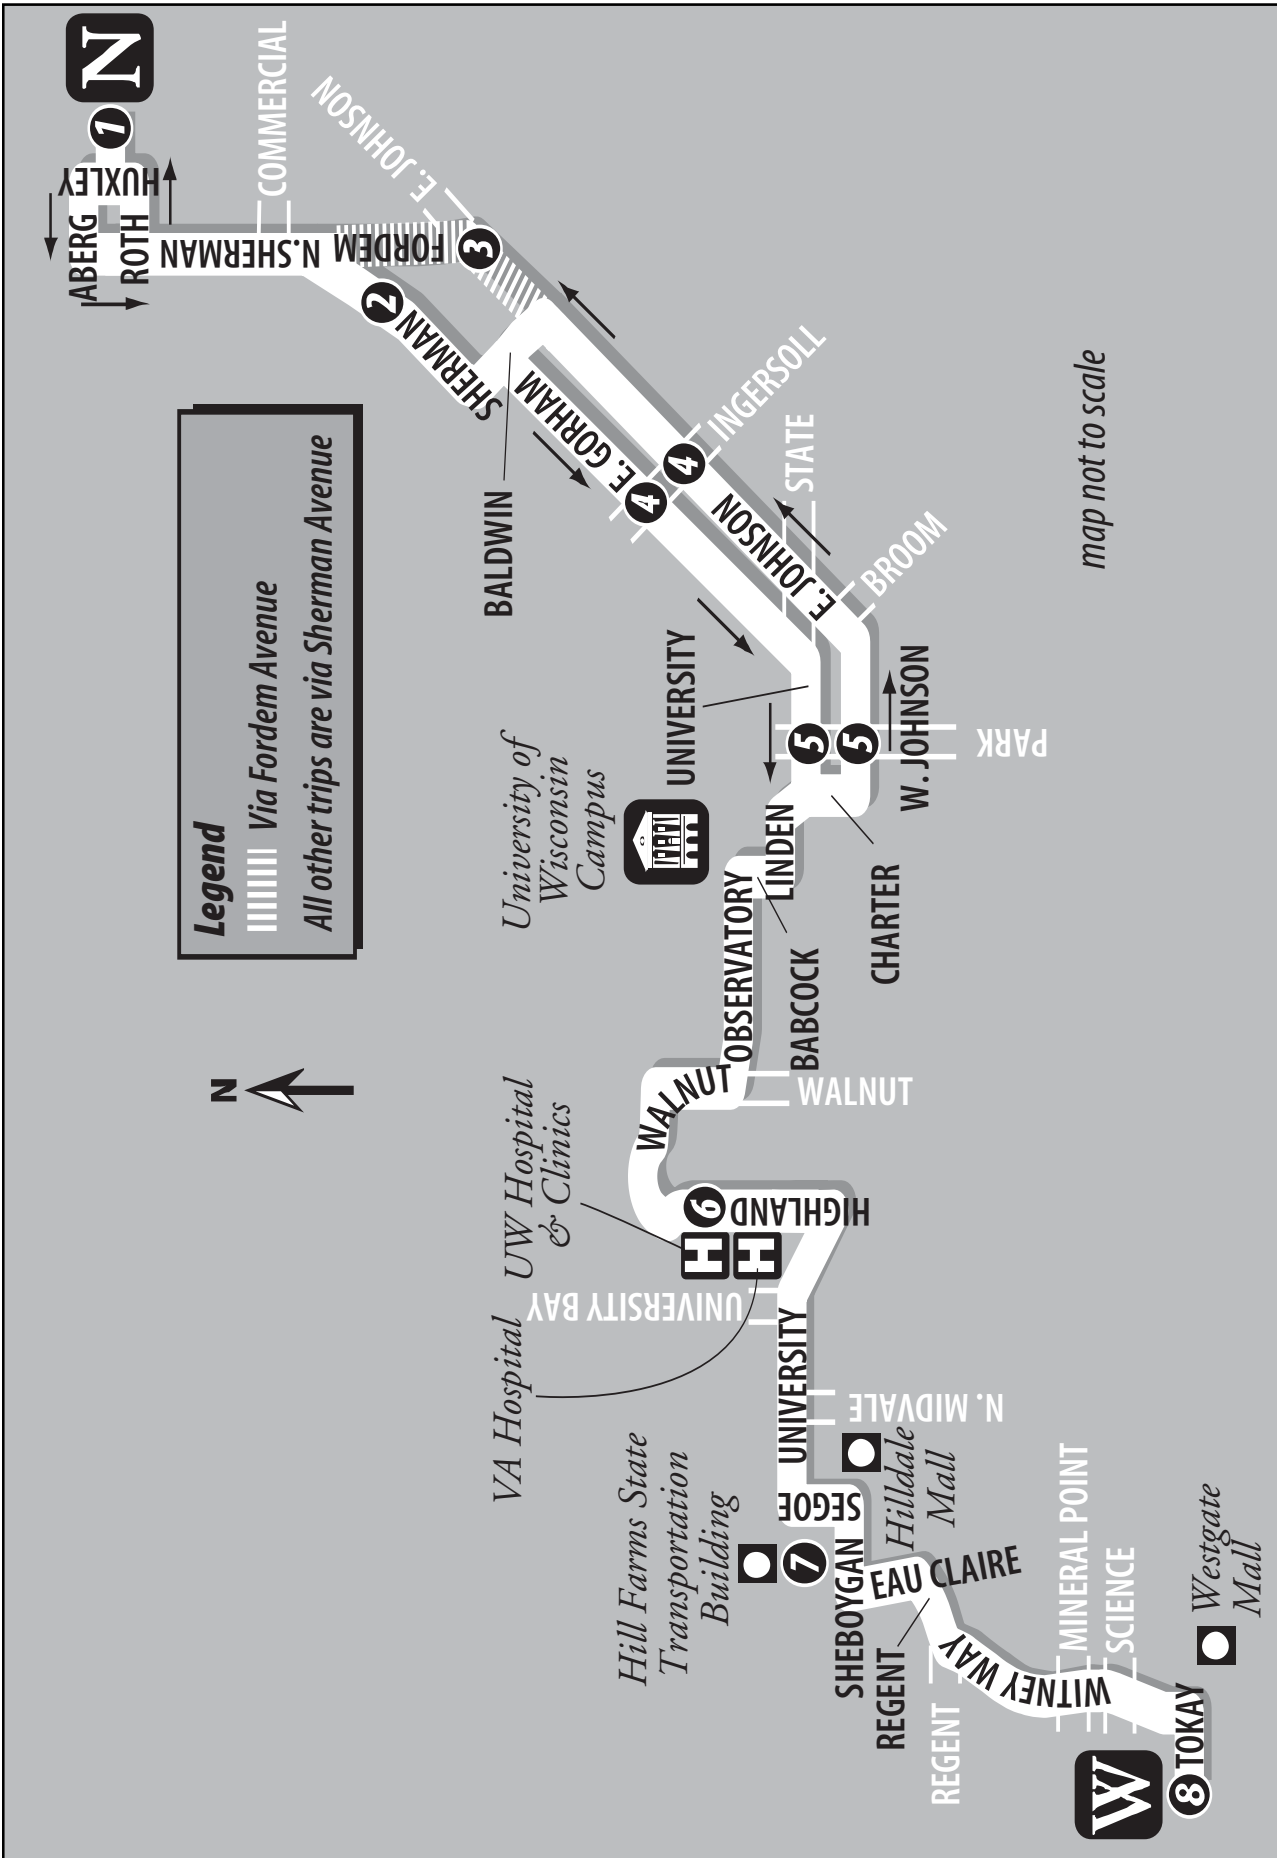 N
1
HUXLEY
ABERG
ROTH
COMMERCIAL
N.SHERMAN
FORDEM
E. JOHNSON
3
2
SHERMAN
Legend
Via Fordem Avenue
All other trips are via Sherman Avenue
BALDWIN
E. GORHAM
4
4
INGERSOLL
STATE
E. JOHNSON
BROOM
map not to scale
UNIVERSITY
5
5
W. JOHNSON
PARK
University of
Wisconsin
Campus
LINDEN
CHARTER
OBSERVATORY
BABCOCK
N
WALNUT
WALNUT
UW Hospital
& Clinics
6
HIGHLAND
H
H
UNIVERSITY BAY
VA Hospital
UNIVERSITY
N. MIDVALE
Hill Farms State
Transportation
Building
SEGOE
7
Hilldale
Mall
SHEBOYGAN
EAU CLAIRE
REGENT
REGENT
WITNEY WAY
MINERAL POINT
SCIENCE
Westgate
Mall
W
8
TOKAY